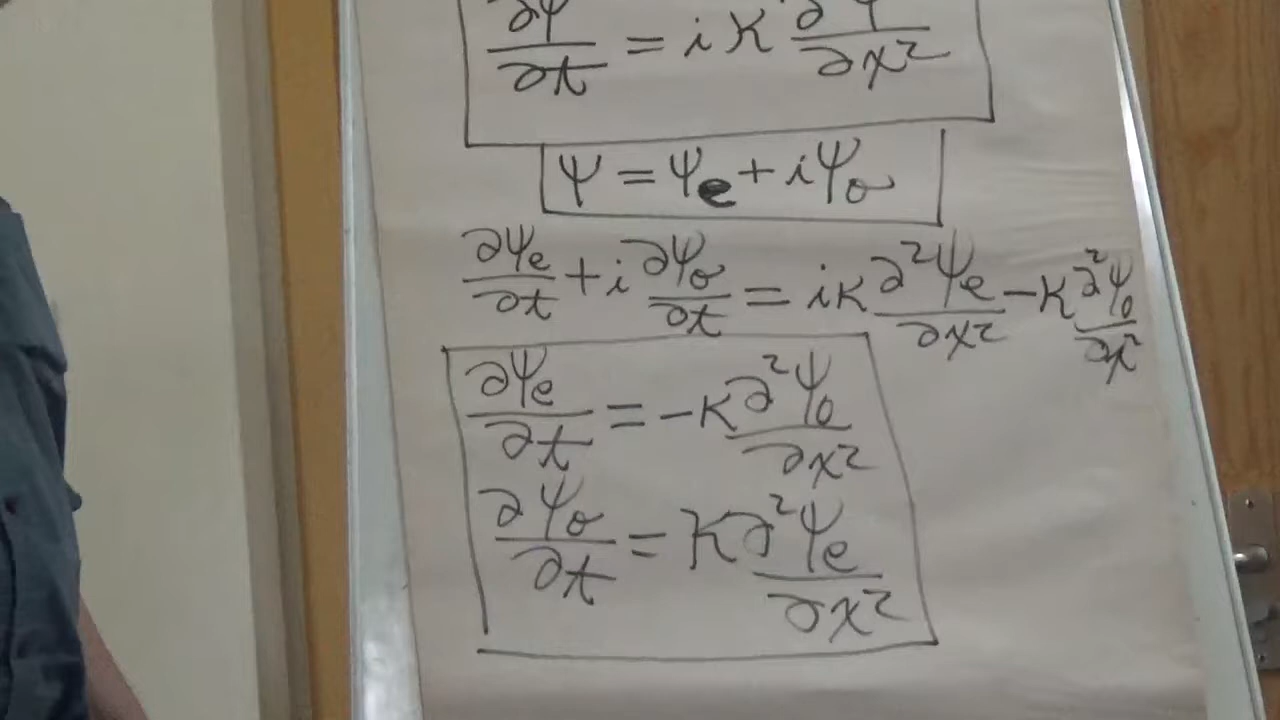 ∂ψ/∂t = iκ ∂²ψ/∂x²
ψ = ψe + iψo
∂ψe/∂t + i ∂ψo/∂t = iκ ∂²ψe/∂x² − κ ∂²ψo/∂x²
∂ψe/∂t = −κ ∂²ψo/∂x²
∂ψo/∂t = κ ∂²ψe/∂x²